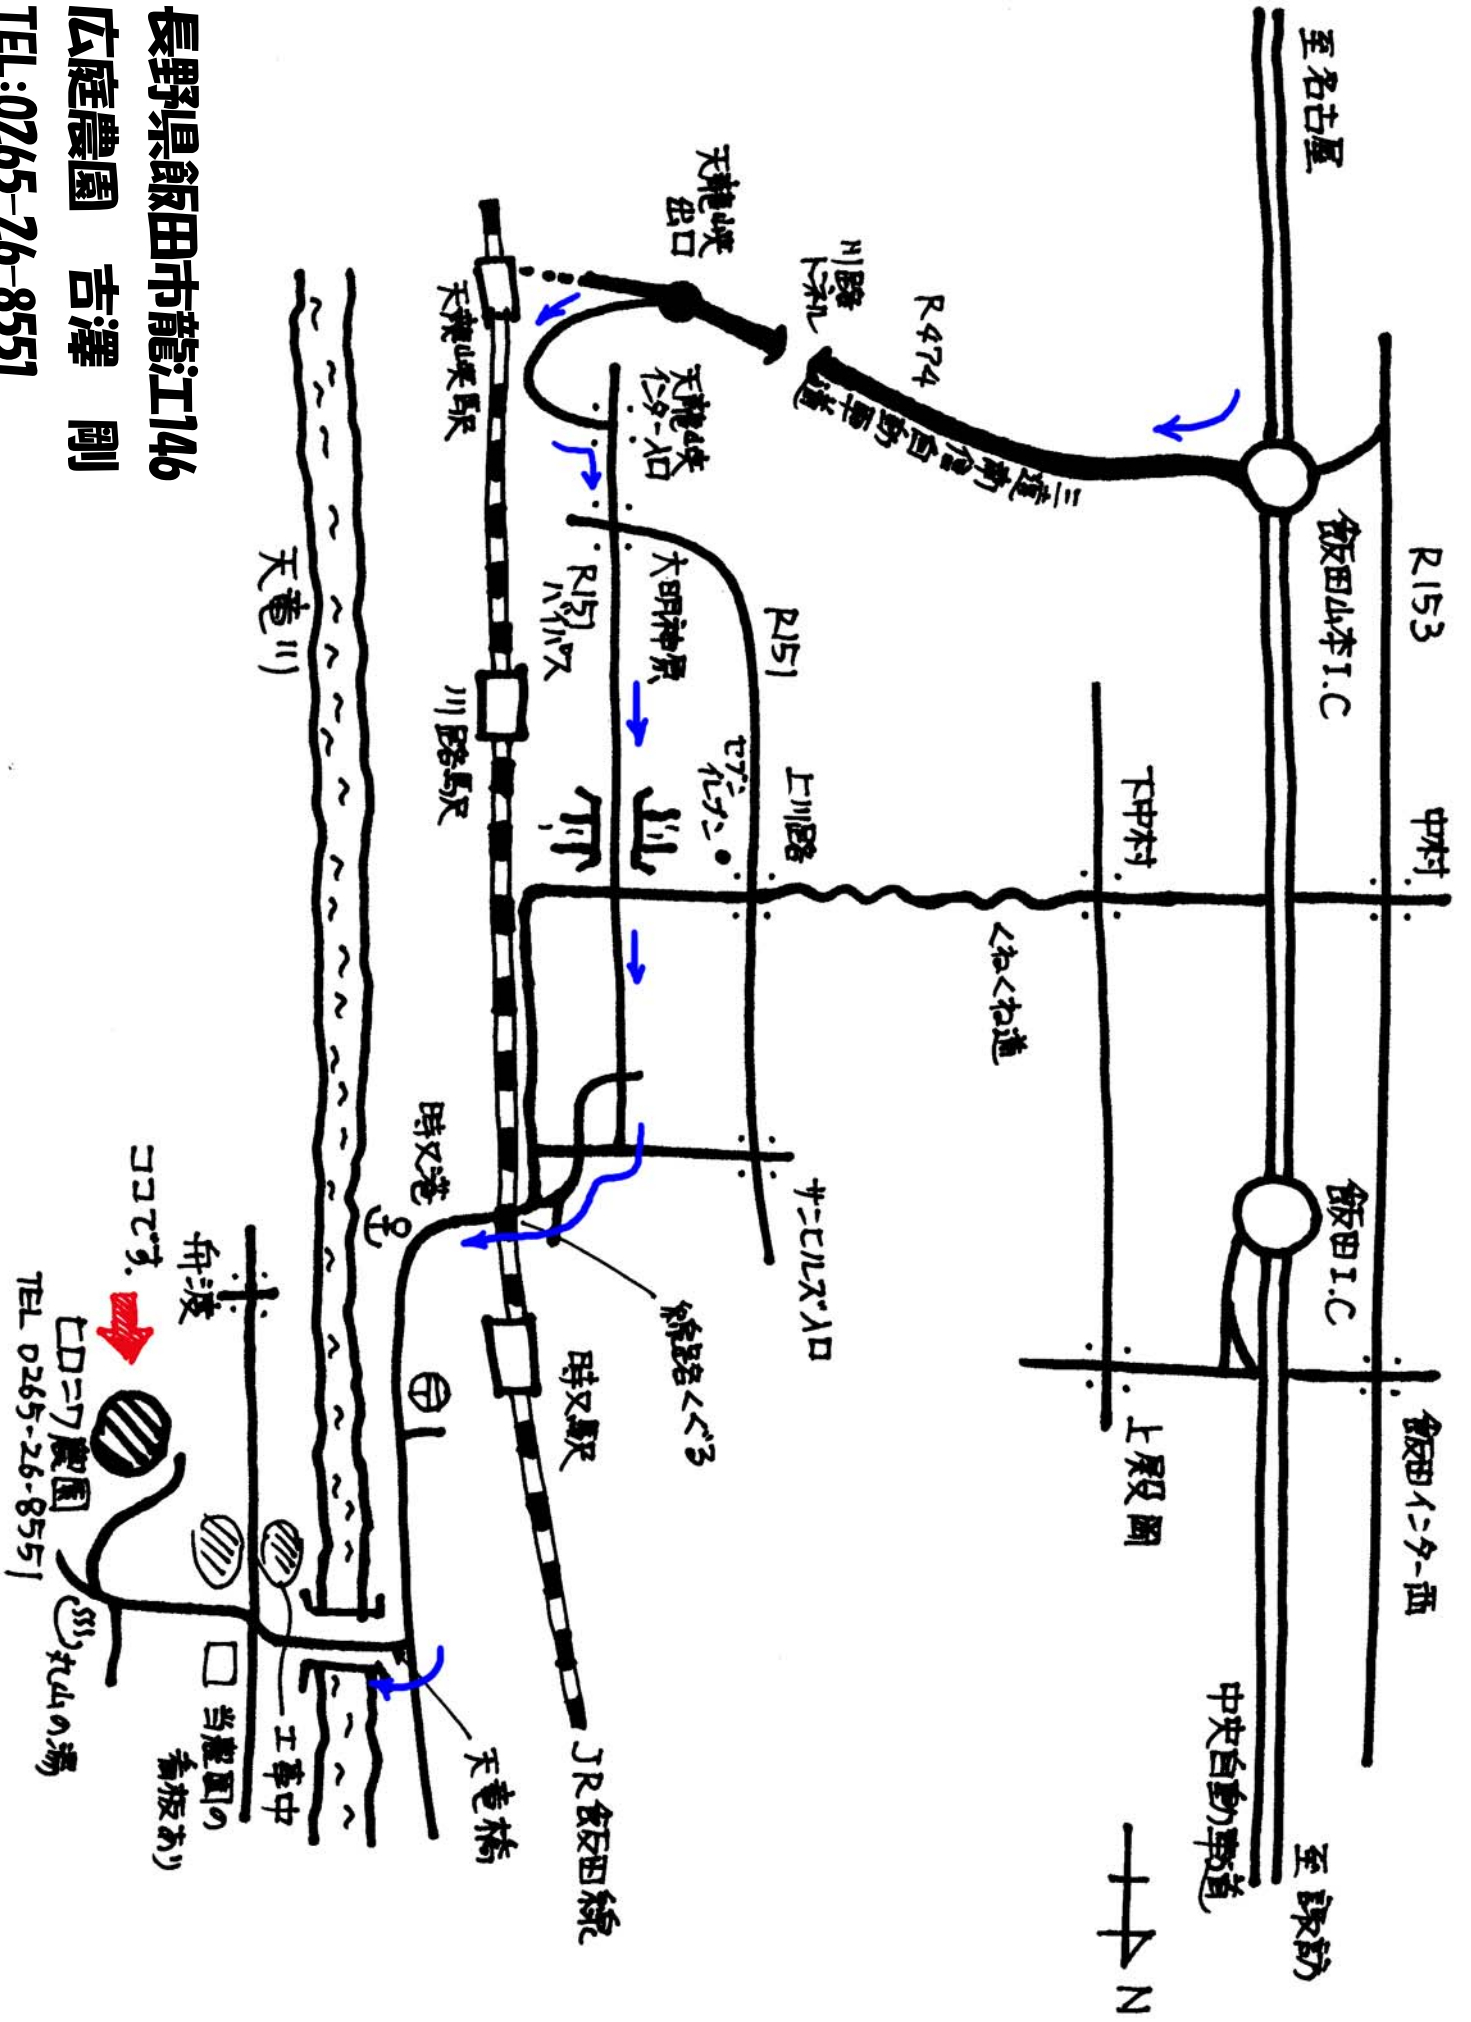 至名古屋
R153
飯田山本I.C
中村
飯田I.C
飯田インター西
中央自動車道
至諏訪
N
下中村
上殿岡
くねくね道
R474
三遠南信自動車道
川路
トネル
天龍峡
出口
R151
セブン
イレブン
上川路
サンヒルズ入口
天龍峡
インター入口
大明神原
R151
バイパス
線路くぐる
天龍峡駅
川路駅
時又駅
JR飯田線
時又港
天竜橋
天竜川
舟渡
工事中
当農園の
看板あり
ココです.
ヒロニワ農園
TEL 0265-26-8551
丸山の湯
長野県飯田市龍江146
広庭農園 吉澤 剛
TEL:0265-26-8551